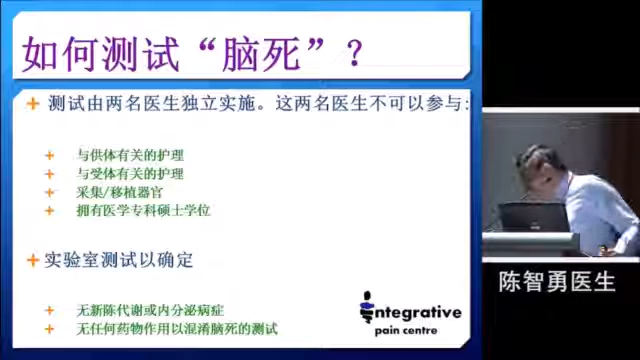 如何测试“脑死”？
+ 测试由两名医生独立实施。这两名医生不可以参与:
+ 与供体有关的护理
+ 与受体有关的护理
+ 采集/移植器官
+ 拥有医学专科硕士学位
+ 实验室测试以确定
+ 无新陈代谢或内分泌病症
+ 无任何药物作用以混淆脑死的测试
integrative
pain centre
陈智勇医生